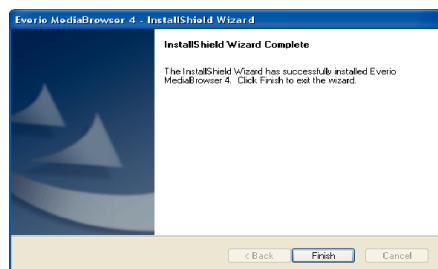 Everio MediaBrowser 4 - InstallShield Wizard
InstallShield Wizard Complete
The InstallShield Wizard has successfully installed Everio
MediaBrowser 4. Click Finish to exit the wizard.
< Back
Finish
Cancel